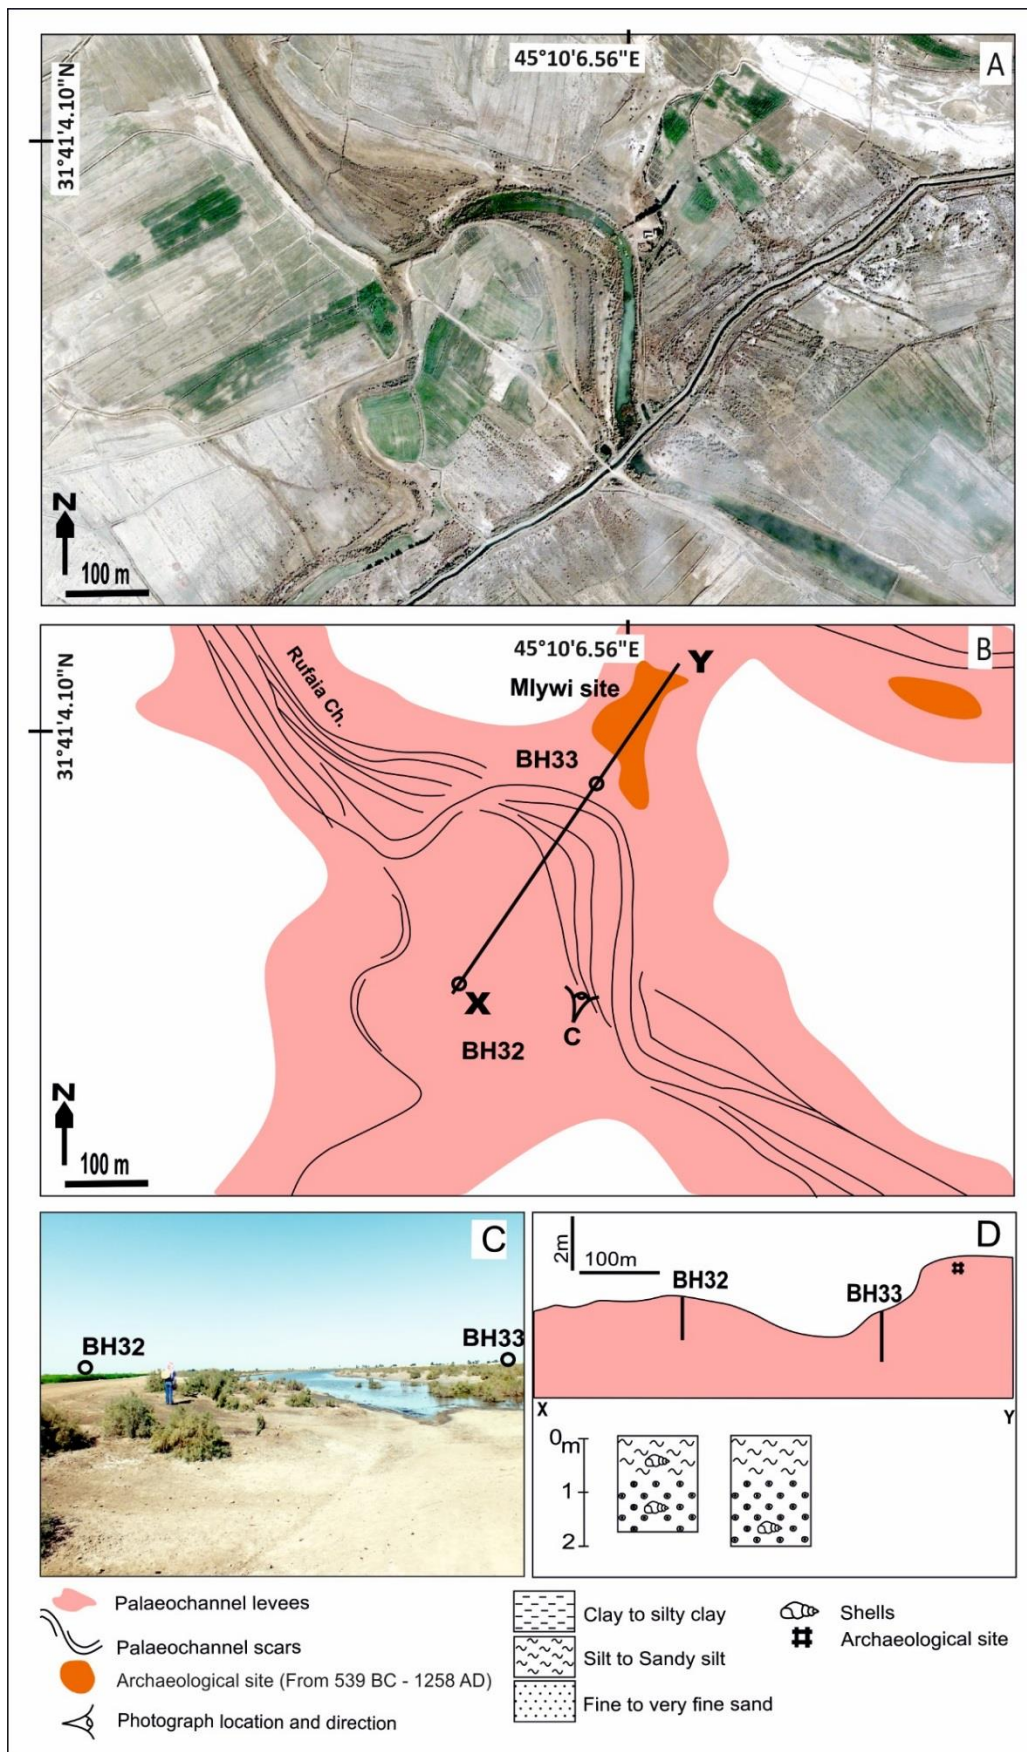 45°10'6.56"E
A
31°41'4.10"N
N
100 m
45°10'6.56"E
B
31°41'4.10"N
Rufaia Ch.
Mlywi site
Y
BH33
X
BH32
C
N
100 m
C
BH32
BH33
D
2m
100m
BH32
BH33
X
Y
0
m
1
2
Palaeochannel levees
Palaeochannel scars
Archaeological site (From 539 BC - 1258 AD)
Photograph location and direction
Clay to silty clay
Silt to Sandy silt
Fine to very fine sand
Shells
Archaeological site